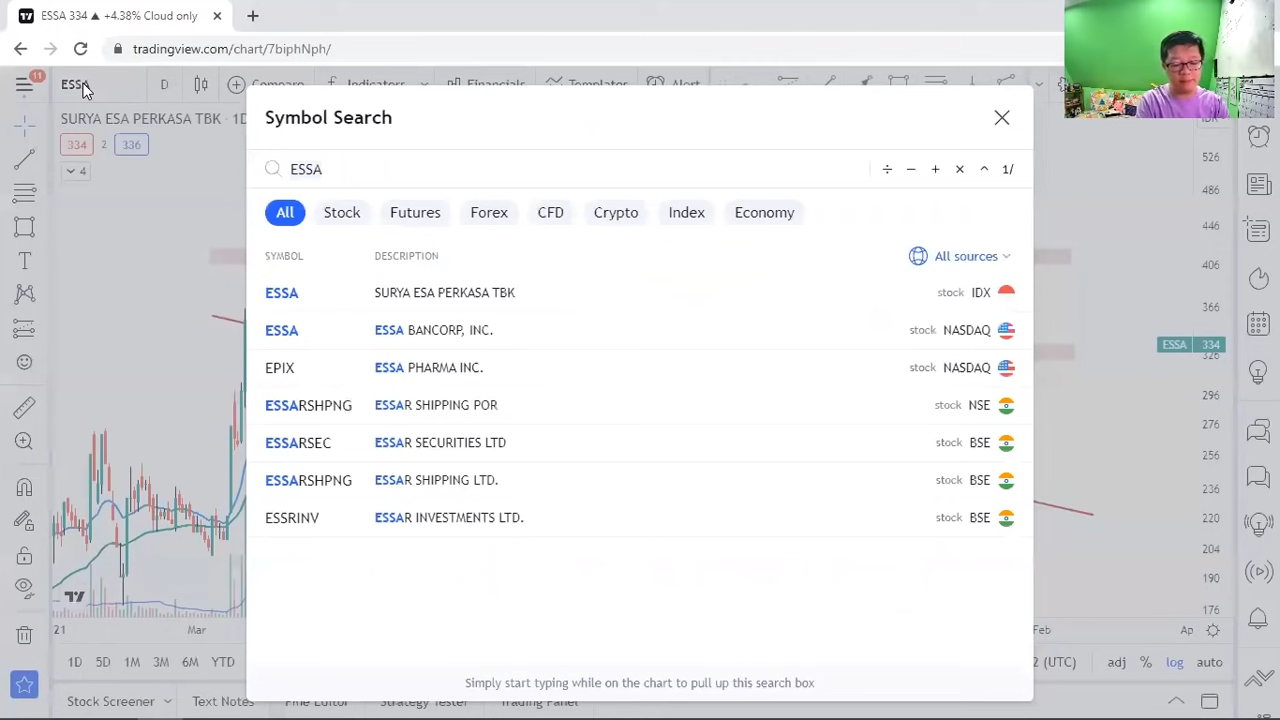 ESSA 334 ▲ +4.38% Cloud only
tradingview.com/chart/7biphNph/
11
ESSA
D
Compare
Indicators
Financials
Templates
Alert
SURYA ESA PERKASA TBK · 1D
334 2 336
4
Symbol Search
ESSA
÷ − + × ^ 1/
All Stock Futures Forex CFD Crypto Index Economy
SYMBOL DESCRIPTION All sources
ESSA SURYA ESA PERKASA TBK stock IDX
ESSA ESSA BANCORP, INC. stock NASDAQ
EPIX ESSA PHARMA INC. stock NASDAQ
ESSARSHPNG ESSAR SHIPPING POR stock NSE
ESSARSEC ESSAR SECURITIES LTD stock BSE
ESSARSHPNG ESSAR SHIPPING LTD. stock BSE
ESSRINV ESSAR INVESTMENTS LTD. stock BSE
Simply start typing while on the chart to pull up this search box
526
486
446
406
366
ESSA 334
326
296
276
256
236
220
204
190
176
21 Mar Feb Ap
1D 5D 1M 3M 6M YTD
2 (UTC) adj % log auto
Stock Screener Text Notes Pine Editor Strategy Tester Trading Panel